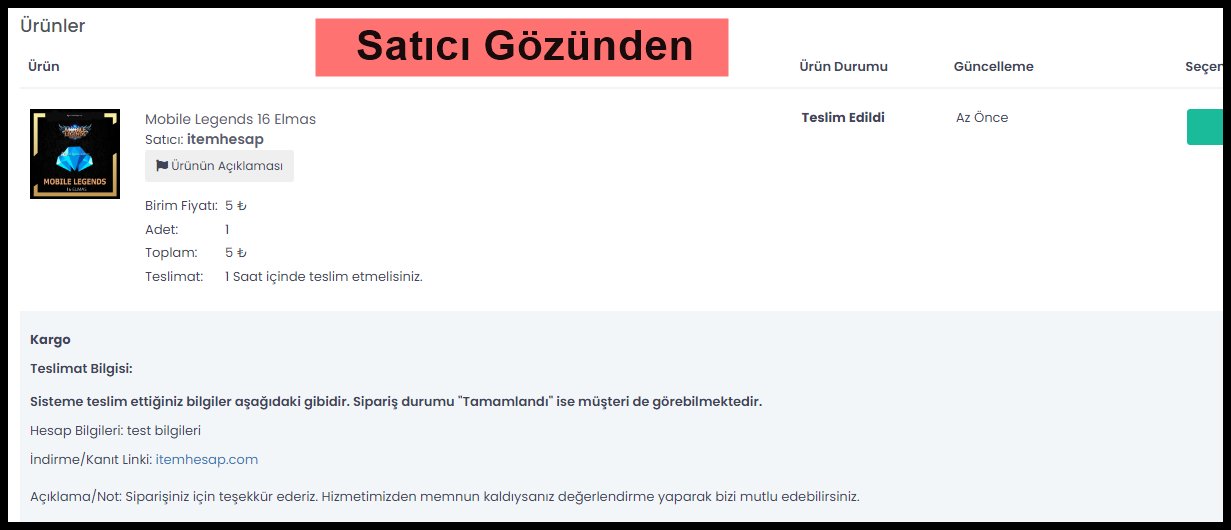 Ürünler
Satıcı Gözünden
Ürün
Ürün Durumu
Güncelleme
MOBILE LEGENDS
16 ELMAS
Mobile Legends 16 Elmas
Satıcı: itemhesap
Ürünün Açıklaması
Teslim Edildi
Az Önce
Birim Fiyatı: 5 ₺
Adet: 1
Toplam: 5 ₺
Teslimat: 1 Saat içinde teslim etmelisiniz.
Kargo
Teslimat Bilgisi:
Sisteme teslim ettiğiniz bilgiler aşağıdaki gibidir. Sipariş durumu "Tamamlandı" ise müşteri de görebilmektedir.
Hesap Bilgileri: test bilgileri
İndirme/Kanıt Linki: itemhesap.com
Açıklama/Not: Siparişiniz için teşekkür ederiz. Hizmetimizden memnun kaldıysanız değerlendirme yaparak bizi mutlu edebilirsiniz.